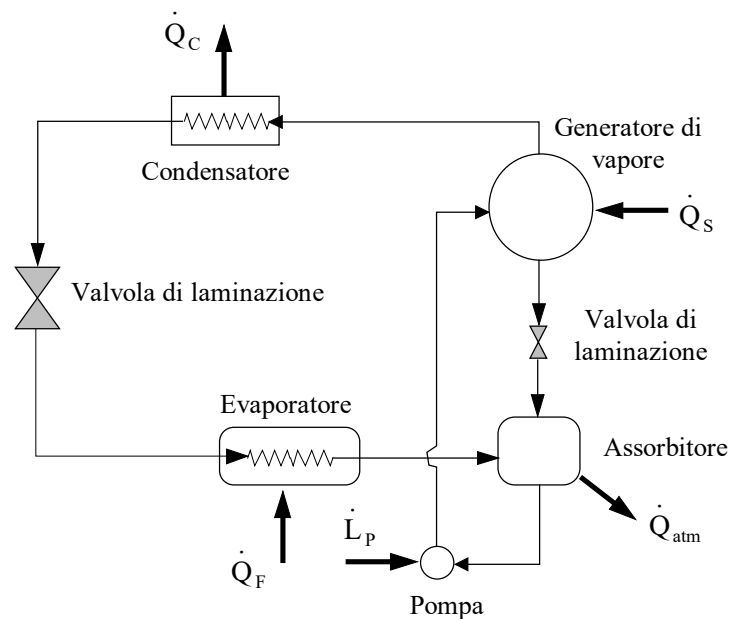 Q̇C
Generatore di
vapore
Condensatore
Q̇S
Valvola di laminazione
Valvola di
laminazione
Evaporatore
Assorbitore
L̇P
Q̇atm
Q̇F
Pompa